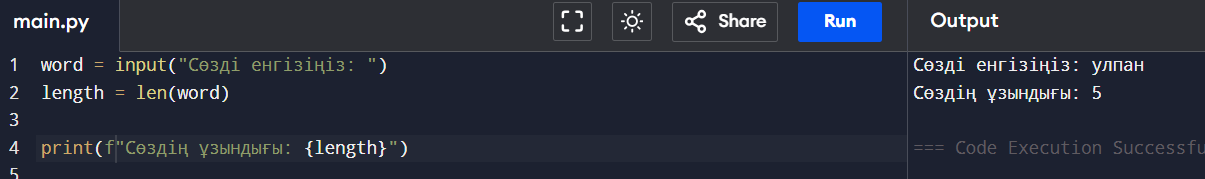 main.py
Share
Run
Output
1 word = input("Сөзді енгізіңіз: ")
2 length = len(word)
3
4 print(f"Сөздің ұзындығы: {length}")
5
Сөзді енгізіңіз: улпан
Сөздің ұзындығы: 5
=== Code Execution Successfu